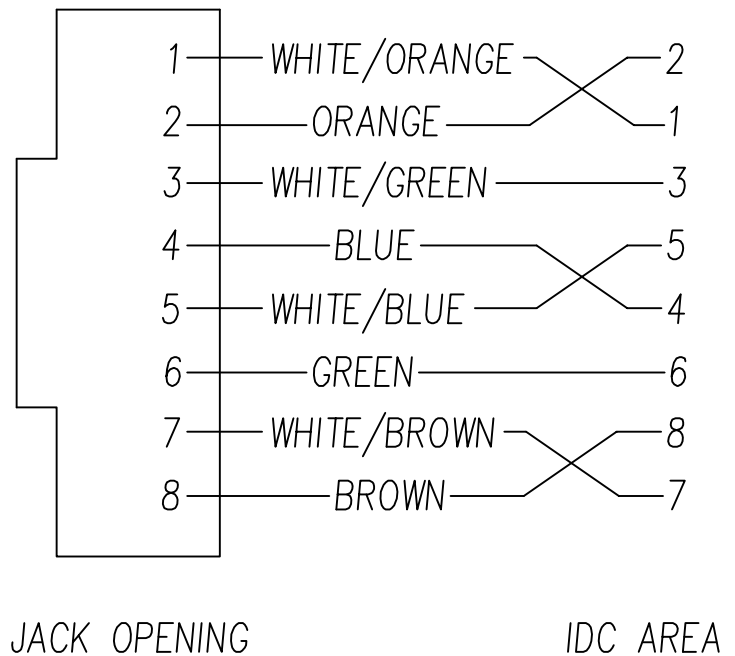 1 WHITE/ORANGE 2
2 ORANGE 1
3 WHITE/GREEN 3
4 BLUE 5
5 WHITE/BLUE 4
6 GREEN 6
7 WHITE/BROWN 8
8 BROWN 7
JACK OPENING IDC AREA